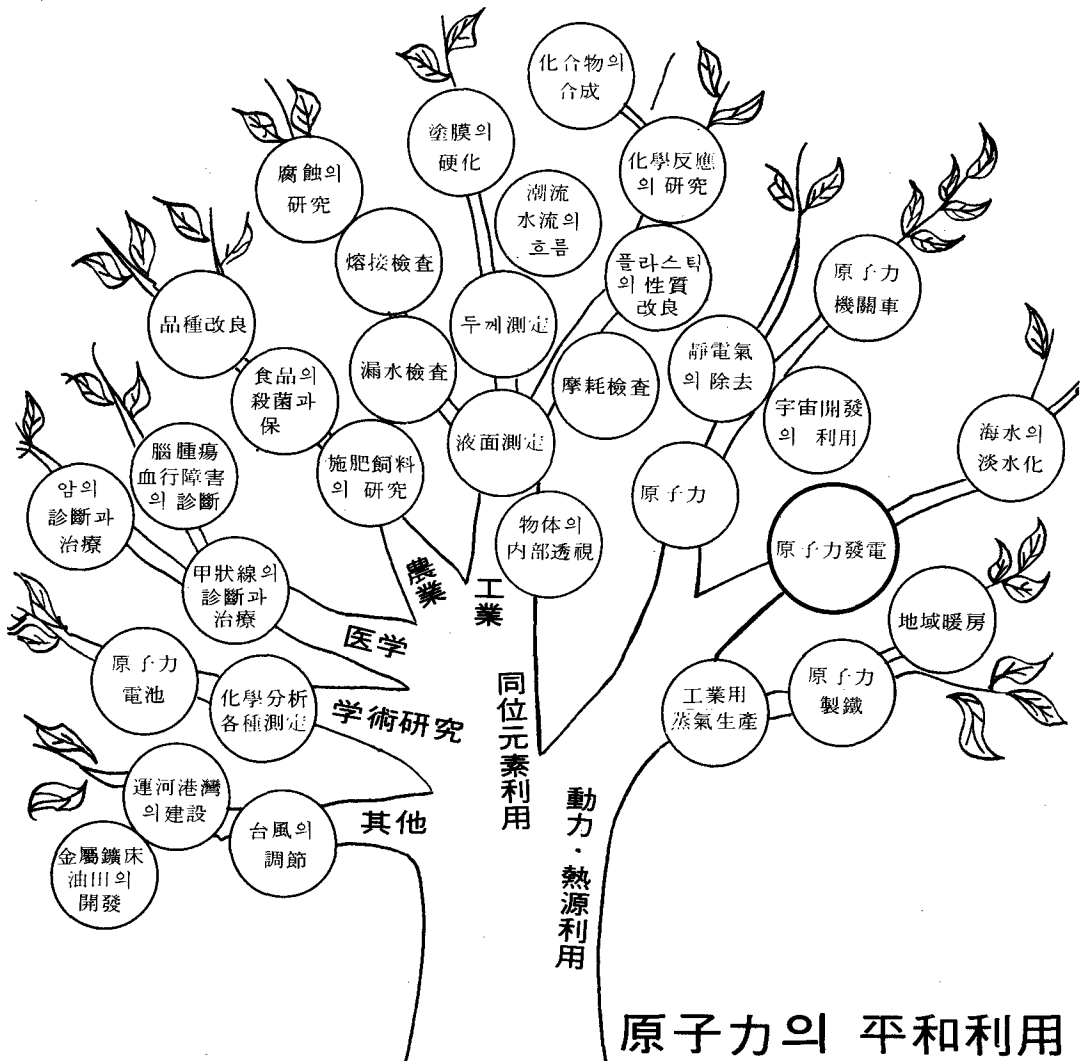 化合物의
合成
塗膜의
硬化
化學反應
의 研究
腐蝕의
研究
潮流
水流의
흐름
熔接檢査
플라스틱
의 性質
改良
原子力
機關車
品種改良
두께測定
靜電氣
의 除去
食品의
殺菌과
保
漏水檢査
摩耗檢査
宇宙開發
의 利用
海水의
淡水化
腦腫瘍
血行障害
의 診斷
施肥飼料
의 研究
液面測定
原子力
암의
診斷과
治療
物体의
内部透視
原子力發電
甲狀線의
診斷과
治療
農業
工業
医学
地域暖房
原子力
電池
化學分析
各種測定
学術研究
同位元素利用
工業用
蒸氣生產
原子力
製鐵
運河港灣
의建設
台風의
調節
其他
動力·熱源利用
金屬鑛床
油田의
開發
原子力의 平和利用